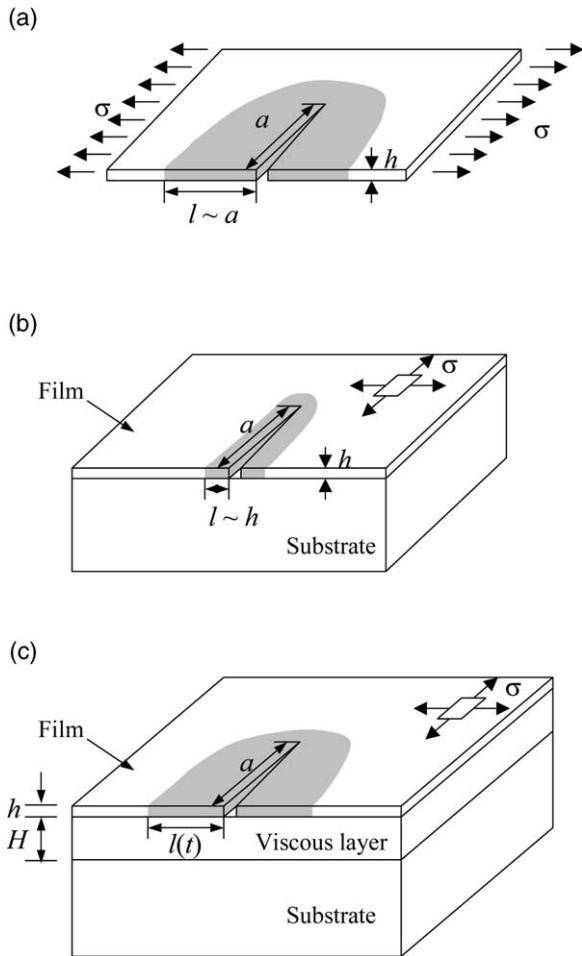 (a)
σ
a
σ
h
l ~ a
(b)
σ
Film
a
h
l ~ h
Substrate
(c)
σ
Film
a
h
H
l(t)
Viscous layer
Substrate